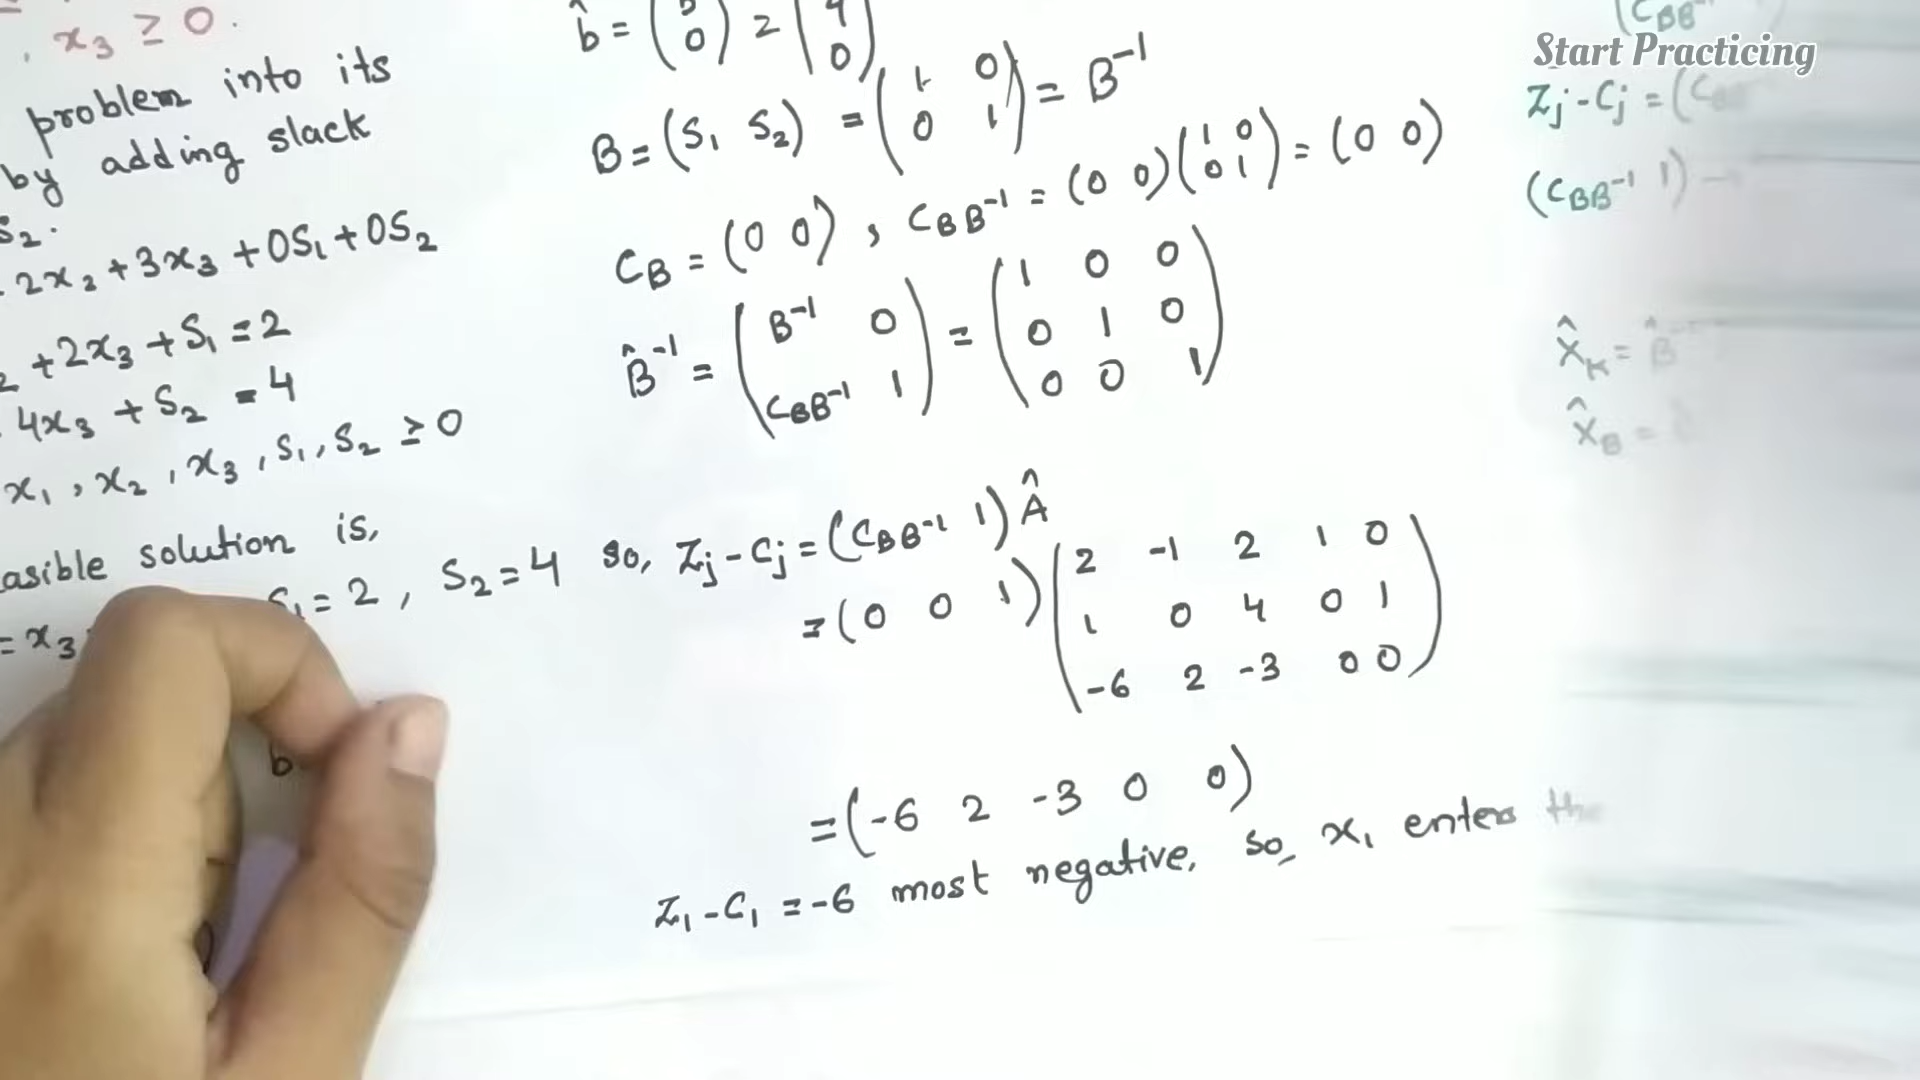 , x₃ ≥ 0.
problem into its
by adding slack
S₂.
2x₂ + 3x₃ + 0S₁ + 0S₂
+ 2x₃ + S₁ = 2
4x₃ + S₂ = 4
x₁, x₂, x₃, S₁, S₂ ≥ 0
solution is,
= x₃
S₁ = 2, S₂ = 4
b
b̂ = ( 0 ) = ( 4 0 )
B = (S₁ S₂) = ( 1 0
0 1 ) = B⁻¹
C_B = (0 0), C_B B⁻¹ = (0 0) ( 1 0
0 1 ) = (0 0)
B̂⁻¹ = ( B⁻¹ 0
C_B B⁻¹ 1 ) = ( 1 0 0
0 1 0
0 0 1 )
so, Zj - Cj = (C_B B⁻¹ 1) Â
= (0 0 1) ( 2 -1 2 1 0
1 0 4 0 1
-6 2 -3 0 0 )
= (-6 2 -3 0 0)
Z₁ - C₁ = -6 most negative, so, x₁ enters the
(C_B B⁻¹
Start Practicing
Zj - Cj = (C_B
(C_B B⁻¹ 1) -
X̂_K = B̂
X̂_B =